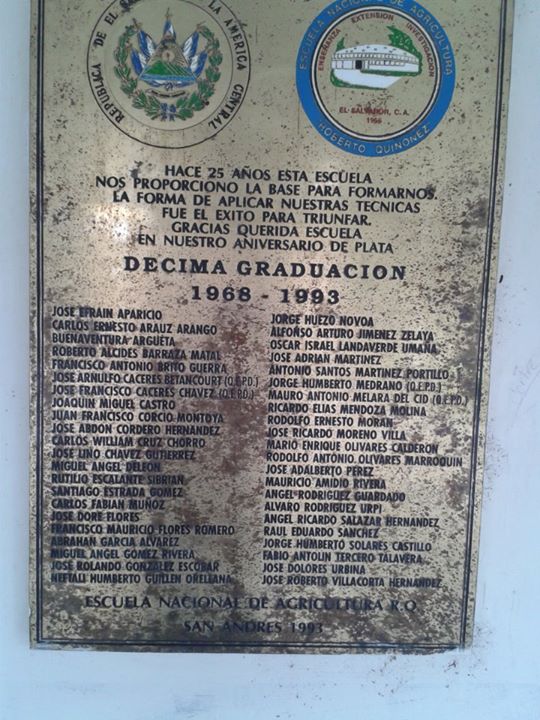 REPUBLICA DE EL SALVADOR EN LA AMERICA CENTRAL
ESCUELA NACIONAL DE AGRICULTURA
ENSEÑANZA EXTENSION INVESTIGACION
EL SALVADOR, C.A.
1956
ROBERTO QUIÑONEZ
HACE 25 AÑOS ESTA ESCUELA
NOS PROPORCIONO LA BASE PARA FORMARNOS.
LA FORMA DE APLICAR NUESTRAS TECNICAS
FUE EL EXITO PARA TRIUNFAR.
GRACIAS QUERIDA ESCUELA
EN NUESTRO ANIVERSARIO DE PLATA
DECIMA GRADUACION
1968 - 1993
JOSE EFRAIN APARICIO
CARLOS ERNESTO ARAUZ ARANGO
BUENAVENTURA ARGUETA
ROBERTO ALCIDES BARRAZA MATAL
FRANCISCO ANTONIO BRITO GUERRA
JOSE ARNULFO CACERES BETANCOURT (Q.E.P.D.)
JOSE FRANCISCO CACERES CHAVEZ (Q.E.P.D.)
JOAQUIN MIGUEL CASTRO
JUAN FRANCISCO CORCIO MONTOYA
JOSE ABDON CORDERO HERNANDEZ
CARLOS WILLIAM CRUZ CHORRO
JOSE LINO CHAVEZ GUTIERREZ
MIGUEL ANGEL DELEON
RUTILIO ESCALANTE SIBRIAN
SANTIAGO ESTRADA GOMEZ
CARLOS FABIAN MUÑOZ
JOSE DORE FLORES
FRANCISCO MAURICIO FLORES ROMERO
ABRAHAN GARCIA ALVAREZ
MIGUEL ANGEL GOMEZ RIVERA
JOSE ROLANDO GONZALEZ ESCOBAR
NEFTALI HUMBERTO GUILLEN ORELLANA
JORGE HUEZO NOVOA
ALFONSO ARTURO JIMENEZ ZELAYA
OSCAR ISRAEL LANDAVERDE UMAÑA
JOSE ADRIAN MARTINEZ
ANTONIO SANTOS MARTINEZ PORTILLO
JORGE HUMBERTO MEDRANO (Q.E.P.D.)
MAURO ANTONIO MELARA DEL CID (Q.E.P.D.)
RICARDO ELIAS MENDOZA MOLINA
RODOLFO ERNESTO MORAN
JOSE RICARDO MORENO VILLA
MARIO ENRIQUE OLIVARES CALDERON
RODOLFO ANTONIO OLIVARES MARROQUIN
JOSE ADALBERTO PEREZ
MAURICIO AMIDIO RIVERA
ANGEL RODRIGUEZ GUARDADO
ALVARO RODRIGUEZ URPI
ANGEL RICARDO SALAZAR HERNANDEZ
RAUL EDUARDO SANCHEZ
JORGE HUMBERTO SOLARES CASTILLO
FABIO ANTOLIN TERCERO TALAVERA
JOSE DOLORES URBINA
JOSE ROBERTO VILLACORTA HERNANDEZ
ESCUELA NACIONAL DE AGRICULTURA R.Q.
SAN ANDRES 1993